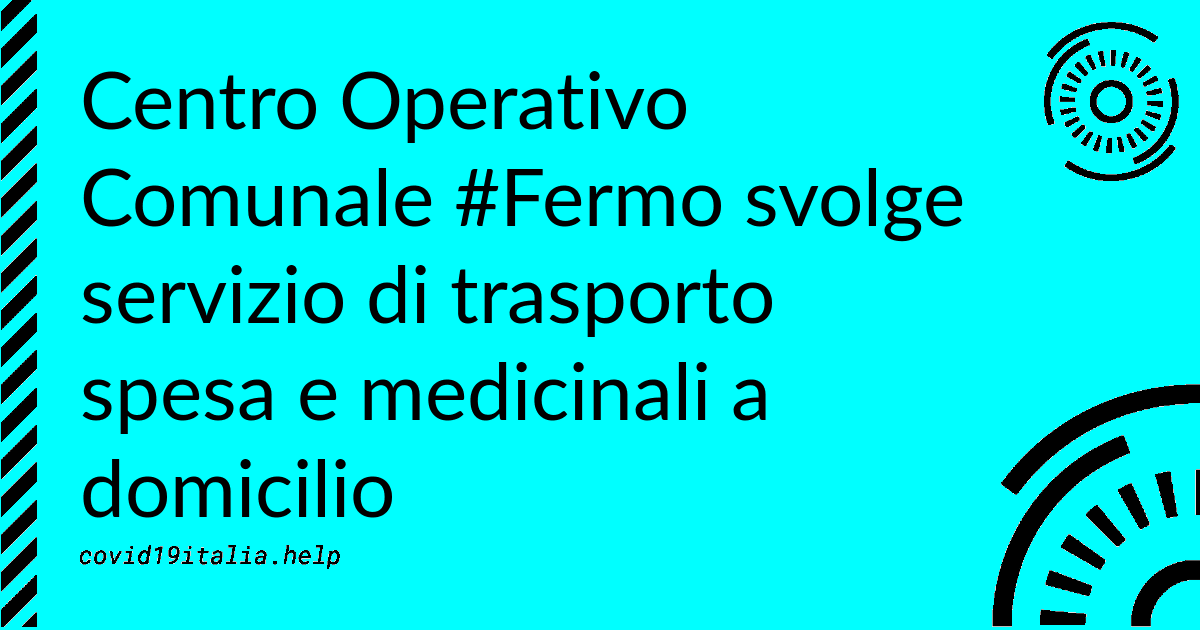 Centro Operativo
Comunale #Fermo svolge
servizio di trasporto
spesa e medicinali a
domicilio
covid19italia.help